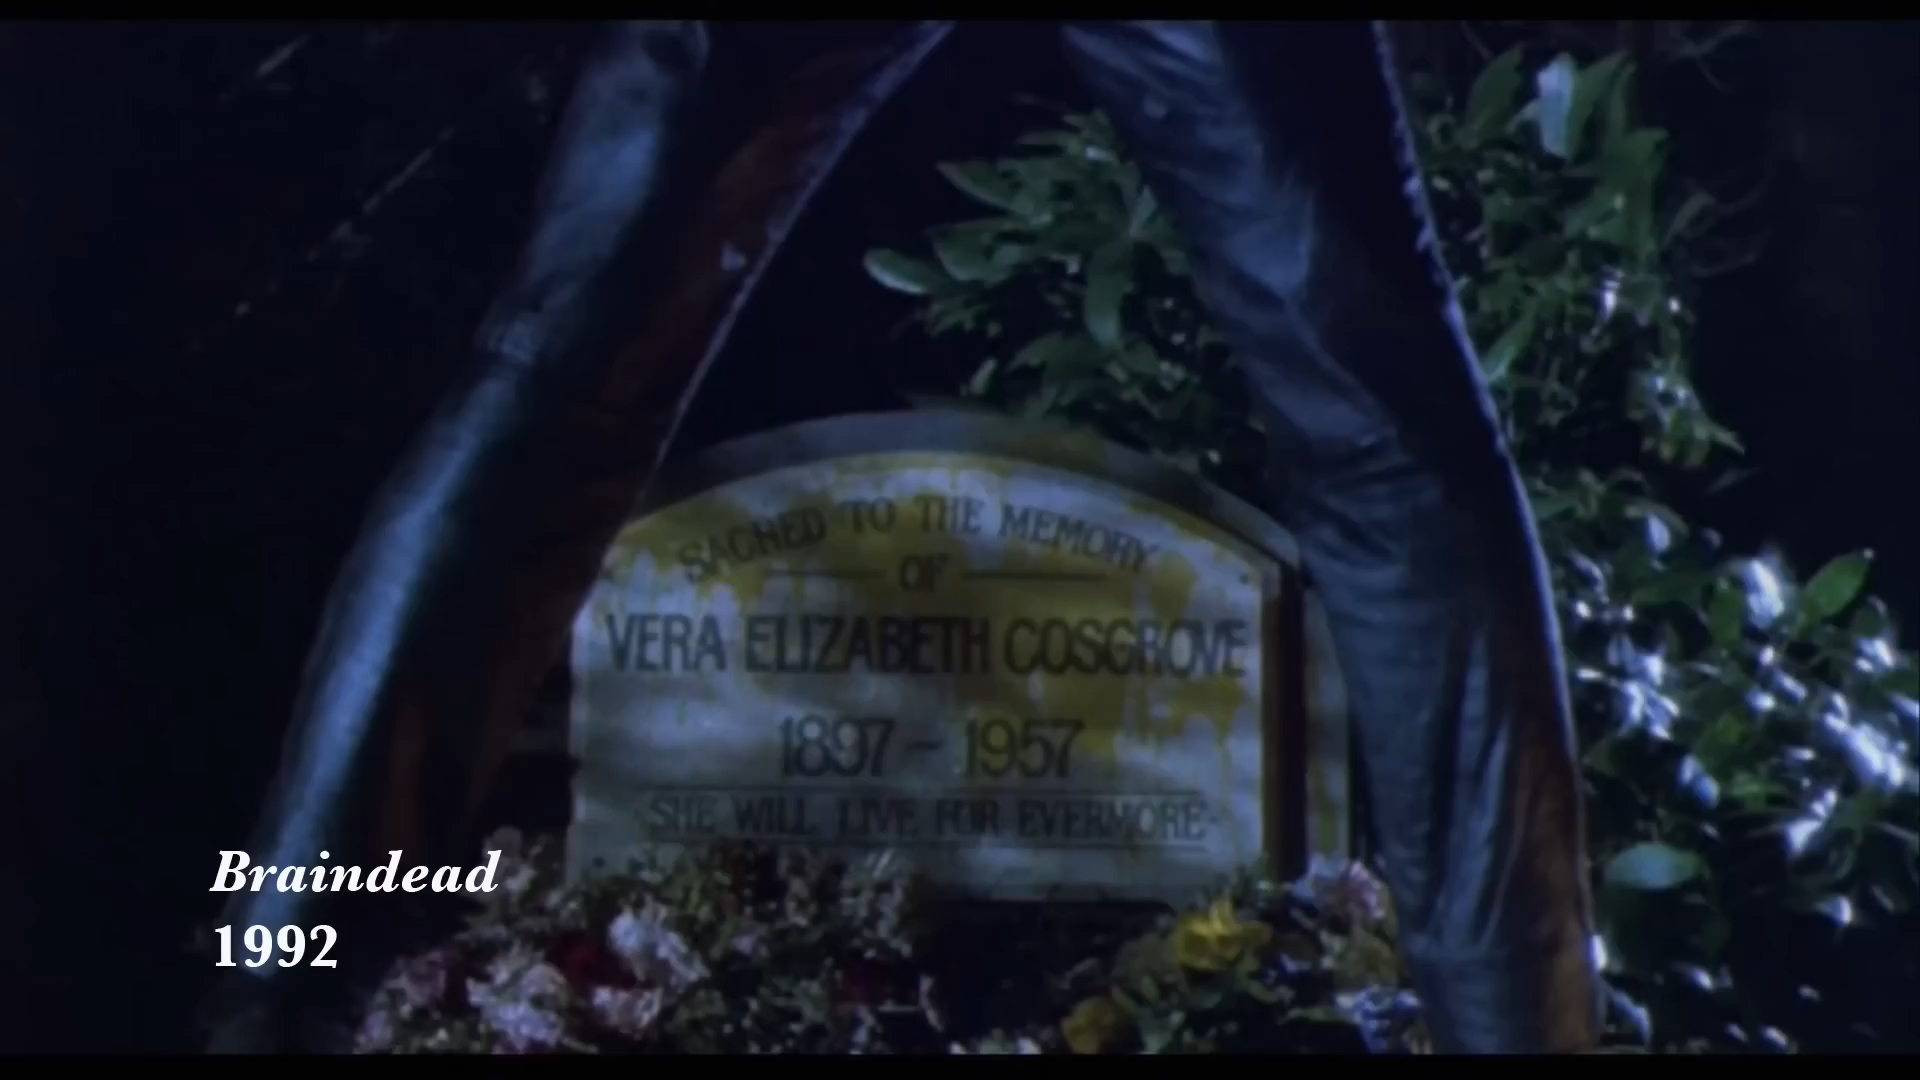 SACRED TO THE MEMORY
OF
VERA ELIZABETH COSGROVE
1897 - 1957
SHE WILL LIVE FOR EVERMORE
Braindead
1992